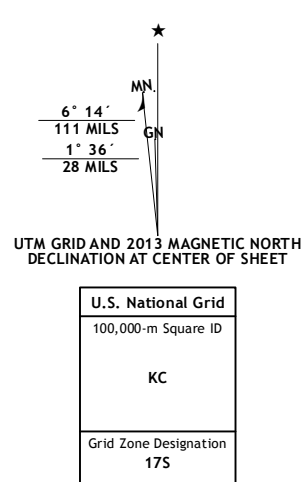 ★
MN.
6° 14´
111 MILS
GN
1° 36´
28 MILS
UTM GRID AND 2013 MAGNETIC NORTH
DECLINATION AT CENTER OF SHEET
U.S. National Grid
100,000-m Square ID
KC
Grid Zone Designation
17S